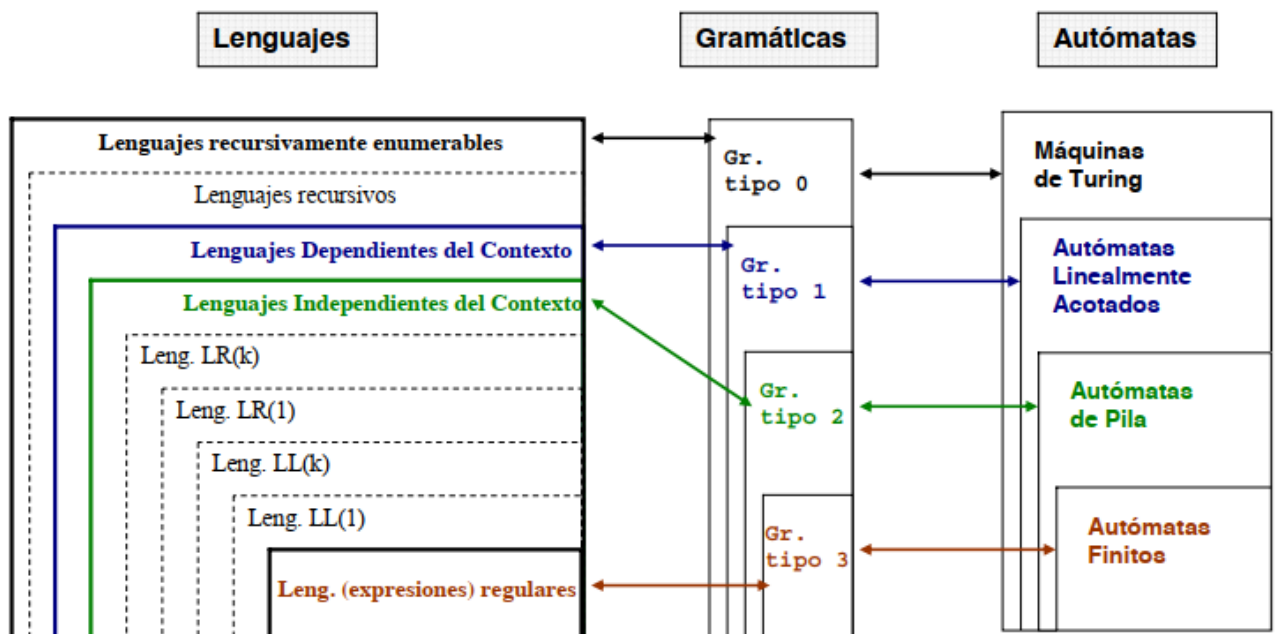 Lenguajes
Gramáticas
Autómatas
Lenguajes recursivamente enumerables
Lenguajes recursivos
Lenguajes Dependientes del Contexto
Lenguajes Independientes del Contexto
Leng. LR(k)
Leng. LR(1)
Leng. LL(k)
Leng. LL(1)
Leng. (expresiones) regulares
Gr.
tipo 0
Gr.
tipo 1
Gr.
tipo 2
Gr.
tipo 3
Máquinas
de Turing
Autómatas
Linealmente
Acotados
Autómatas
de Pila
Autómatas
Finitos